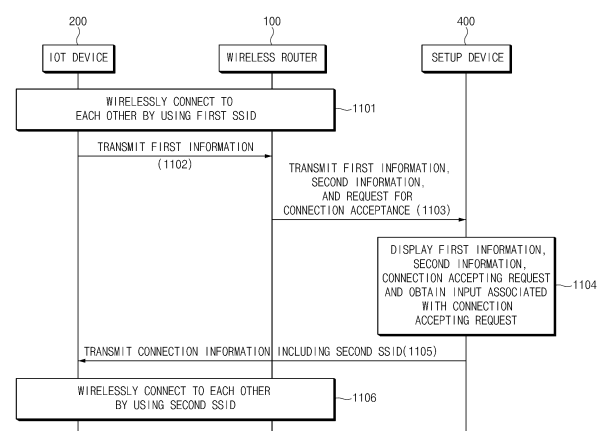 200
100
400
IOT DEVICE
WIRELESS ROUTER
SETUP DEVICE
WIRELESSLY CONNECT TO
EACH OTHER BY USING FIRST SSID
1101
TRANSMIT FIRST INFORMATION
(1102)
TRANSMIT FIRST INFORMATION,
SECOND INFORMATION,
AND REQUEST FOR
CONNECTION ACCEPTANCE (1103)
DISPLAY FIRST INFORMATION,
SECOND INFORMATION,
CONNECTION ACCEPTING REQUEST
AND OBTAIN INPUT ASSOCIATED
WITH CONNECTION
ACCEPTING REQUEST
1104
TRANSMIT CONNECTION INFORMATION INCLUDING SECOND SSID(1105)
WIRELESSLY CONNECT TO EACH OTHER
BY USING SECOND SSID
1106